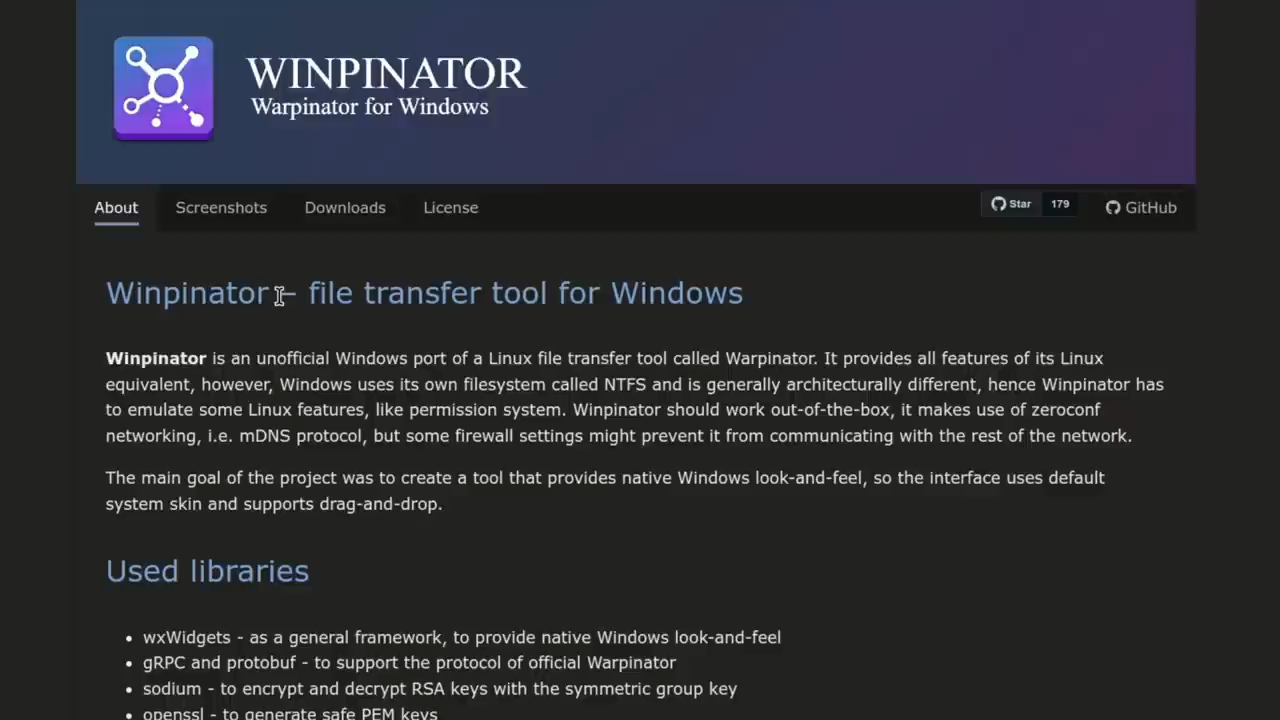 WINPINATOR
Warpinator for Windows
About
Screenshots
Downloads
License
Star
179
GitHub
Winpinator – file transfer tool for Windows
Winpinator is an unofficial Windows port of a Linux file transfer tool called Warpinator. It provides all features of its Linux
equivalent, however, Windows uses its own filesystem called NTFS and is generally architecturally different, hence Winpinator has
to emulate some Linux features, like permission system. Winpinator should work out-of-the-box, it makes use of zeroconf
networking, i.e. mDNS protocol, but some firewall settings might prevent it from communicating with the rest of the network.
The main goal of the project was to create a tool that provides native Windows look-and-feel, so the interface uses default
system skin and supports drag-and-drop.
Used libraries
• wxWidgets - as a general framework, to provide native Windows look-and-feel
• gRPC and protobuf - to support the protocol of official Warpinator
• sodium - to encrypt and decrypt RSA keys with the symmetric group key
• openssl - to generate safe PEM keys